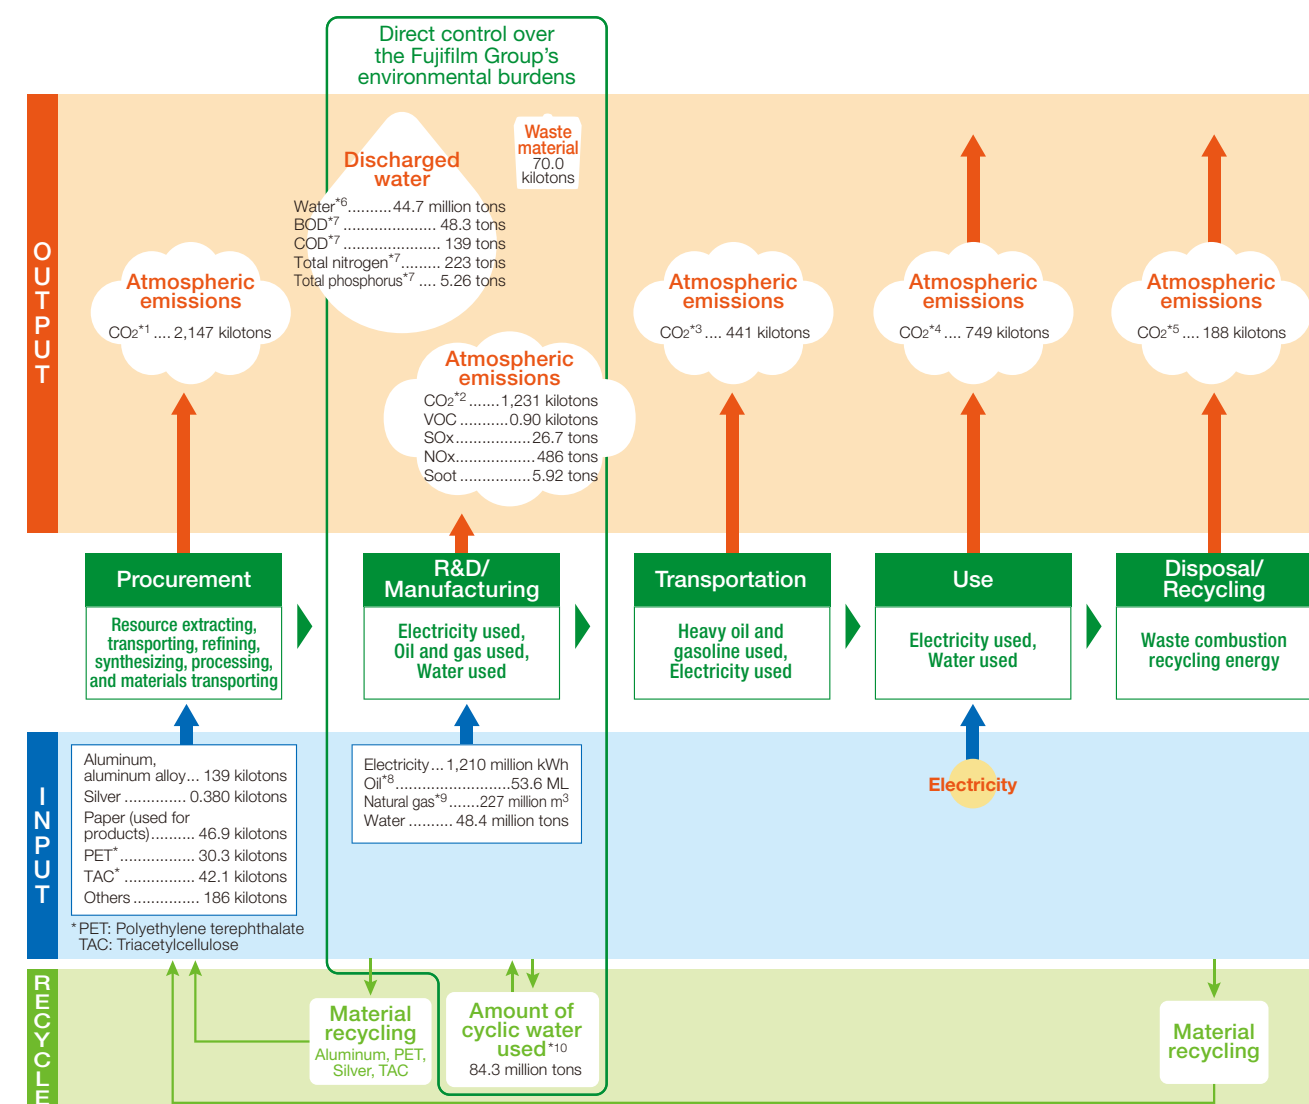 Direct control over
the Fujifilm Group’s
environmental burdens
OUTPUT
Atmospheric
emissions
CO2*1 .... 2,147 kilotons
Discharged
water
Water*6..........44.7 million tons
BOD*7 ..................... 48.3 tons
COD*7 ...................... 139 tons
Total nitrogen*7......... 223 tons
Total phosphorus*7 .... 5.26 tons
Waste
material
70.0
kilotons
Atmospheric
emissions
CO2*2.......1,231 kilotons
VOC ...........0.90 kilotons
SOx.................26.7 tons
NOx..................486 tons
Soot ................5.92 tons
Atmospheric
emissions
CO2*3.... 441 kilotons
Atmospheric
emissions
CO2*4.... 749 kilotons
Atmospheric
emissions
CO2*5.... 188 kilotons
Procurement
Resource extracting,
transporting, refining,
synthesizing, processing,
and materials transporting
R&D/
Manufacturing
Electricity used,
Oil and gas used,
Water used
Transportation
Heavy oil and
gasoline used,
Electricity used
Use
Electricity used,
Water used
Disposal/
Recycling
Waste combustion
recycling energy
INPUT
Aluminum,
aluminum alloy... 139 kilotons
Silver .............. 0.380 kilotons
Paper (used for
products).......... 46.9 kilotons
PET*................. 30.3 kilotons
TAC* ................ 42.1 kilotons
Others ............... 186 kilotons
*PET: Polyethylene terephthalate
TAC: Triacetylcellulose
Electricity... 1,210 million kWh
Oil*8..........................53.6 ML
Natural gas*9.......227 million m3
Water .......... 48.4 million tons
Electricity
RECYCLE
Material
recycling
Aluminum, PET,
Silver, TAC
Amount of
cyclic water
used*10
84.3 million tons
Material
recycling